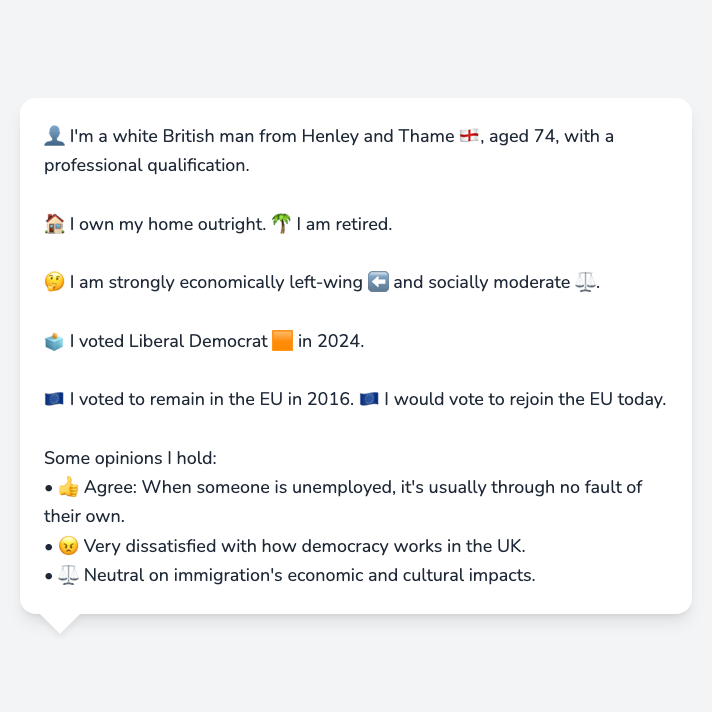 👤 I'm a white British man from Henley and Thame 🏴󠁧󠁢󠁥󠁮󠁧󠁿, aged 74, with a
professional qualification.
🏠 I own my home outright. 🌴 I am retired.
🤔 I am strongly economically left-wing ⬅️ and socially moderate ⚖️.
🗳️ I voted Liberal Democrat 🟧 in 2024.
🇪🇺 I voted to remain in the EU in 2016. 🇪🇺 I would vote to rejoin the EU today.
Some opinions I hold:
• 👍 Agree: When someone is unemployed, it's usually through no fault of
their own.
• 😠 Very dissatisfied with how democracy works in the UK.
• ⚖️ Neutral on immigration's economic and cultural impacts.